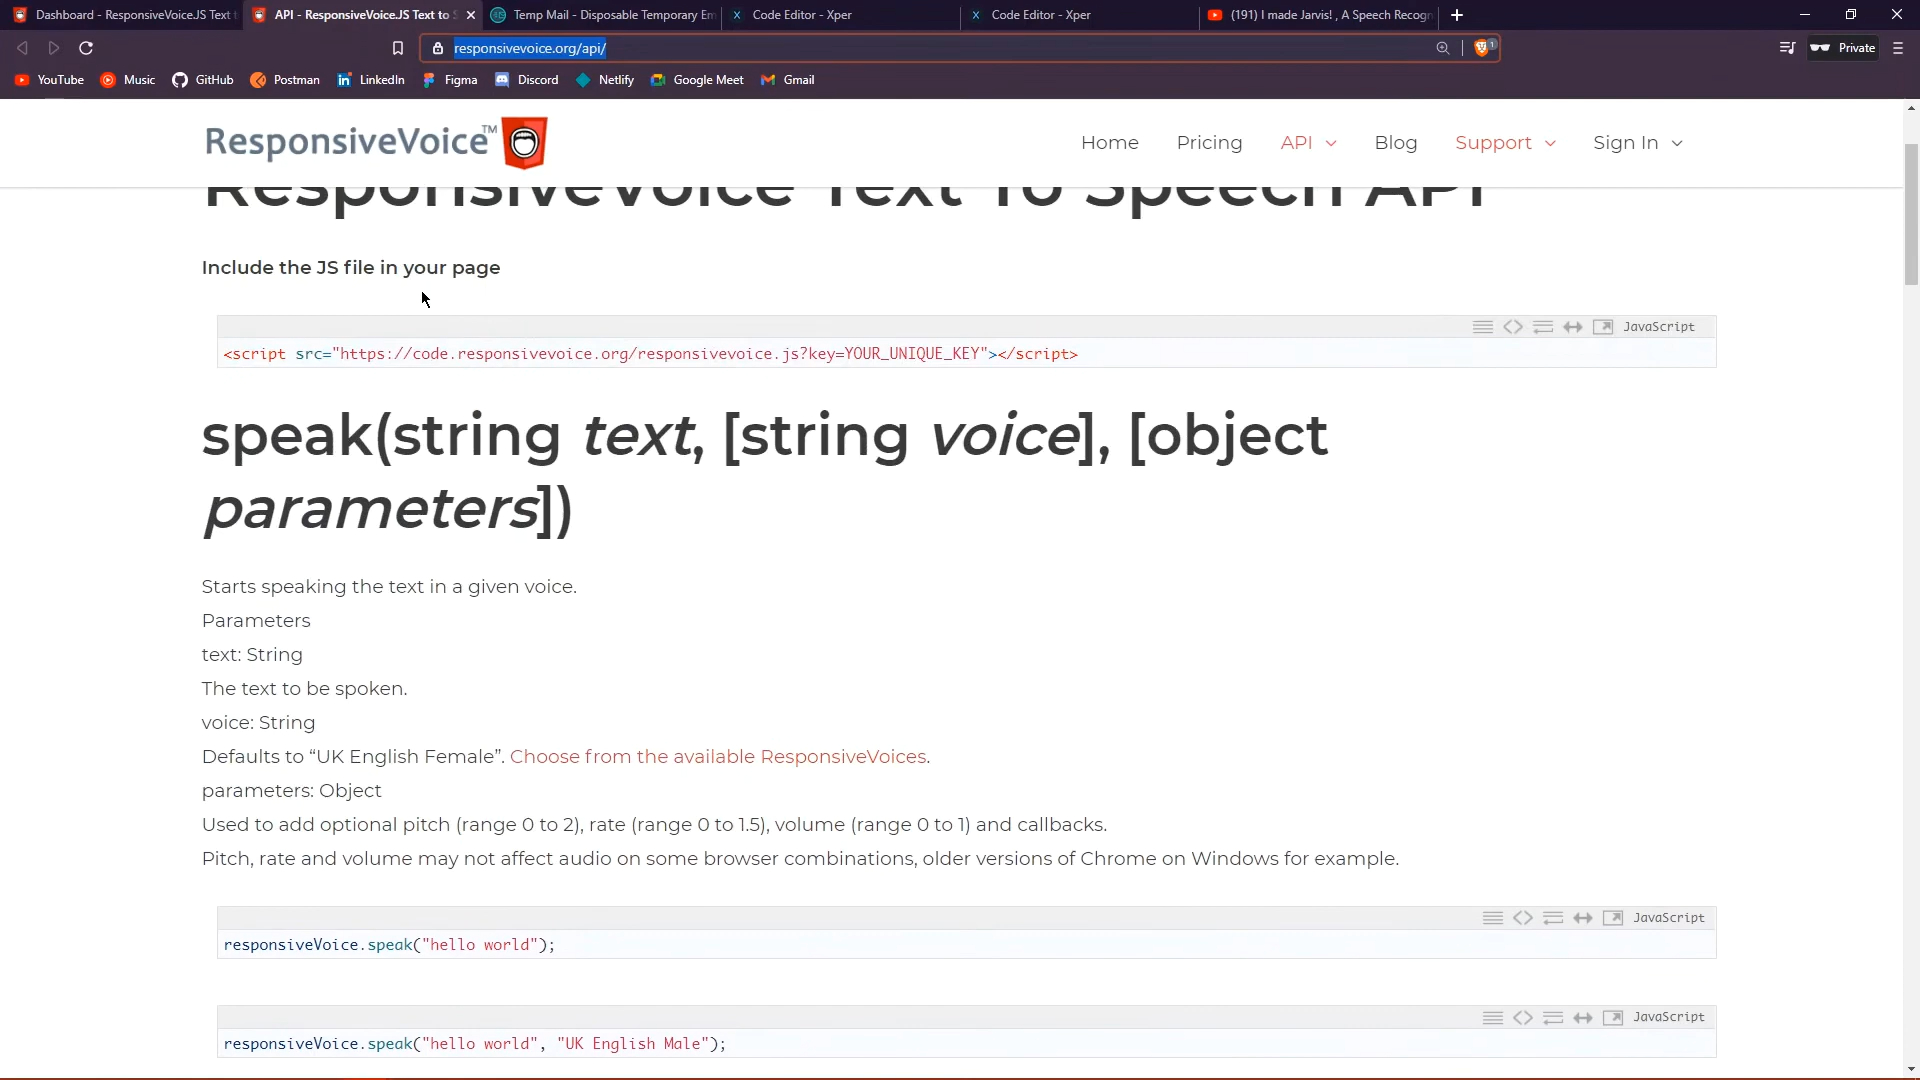 Dashboard - ResponsiveVoiceJS Text
API - ResponsiveVoice.JS Text to S
Temp Mail - Disposable Temporary Em
Code Editor - Xper
Code Editor - Xper
(191) I made Jarvis! , A Speech Recogn
responsivevoice.org/api/
1
Private
YouTube
Music
GitHub
Postman
LinkedIn
Figma
Discord
Netlify
Google Meet
Gmail
ResponsiveVoice™
Home
Pricing
API
Blog
Support
Sign In
ResponsiveVoice Text To Speech API
Include the JS file in your page
JavaScript
<script src="https://code.responsivevoice.org/responsivevoice.js?key=YOUR_UNIQUE_KEY"></script>
speak(string text, [string voice], [object
parameters])
Starts speaking the text in a given voice.
Parameters
text: String
The text to be spoken.
voice: String
Defaults to “UK English Female”. Choose from the available ResponsiveVoices.
parameters: Object
Used to add optional pitch (range 0 to 2), rate (range 0 to 1.5), volume (range 0 to 1) and callbacks.
Pitch, rate and volume may not affect audio on some browser combinations, older versions of Chrome on Windows for example.
JavaScript
responsiveVoice.speak("hello world");
JavaScript
responsiveVoice.speak("hello world", "UK English Male");